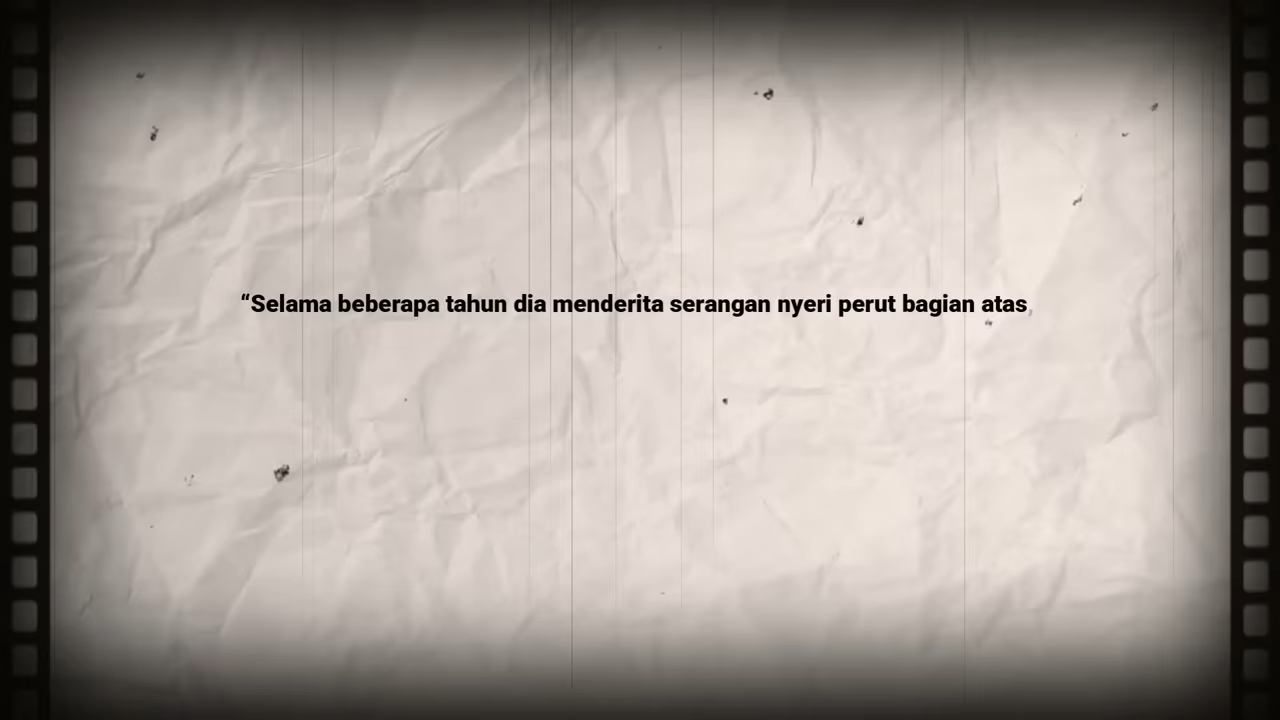 “Selama beberapa tahun dia menderita serangan nyeri perut bagian atas,